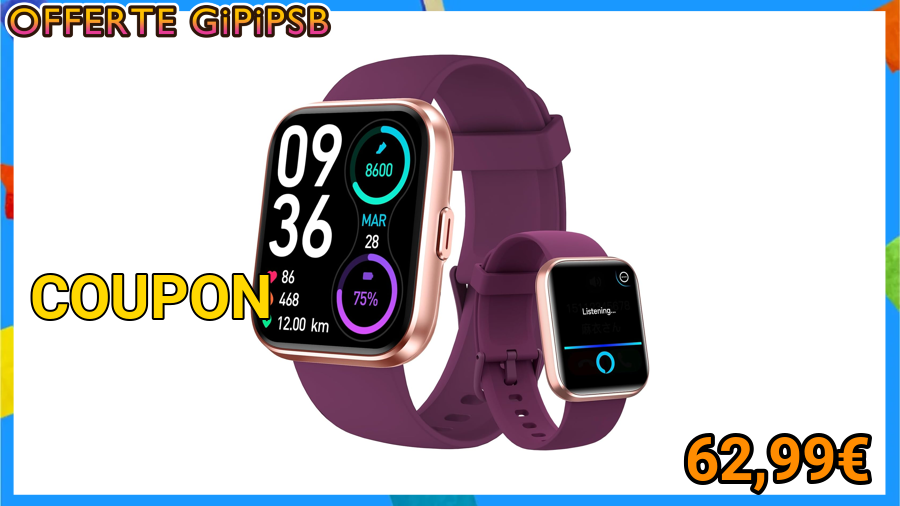 OFFERTE GiPiPSB
09
36
8600
MAR
28
86
468
12.00 km
75%
COUPON
Listening...
62,99€